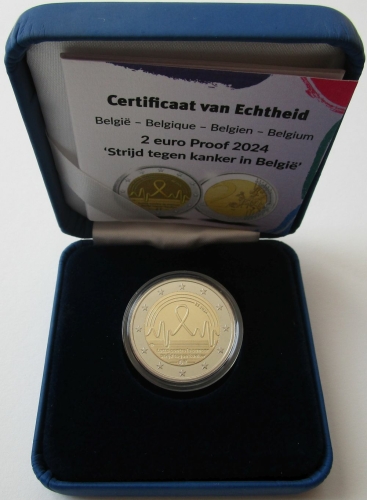 Certificaat van Echtheid
België – Belgique – Belgien – Belgium
2 euro Proof 2024
‘Strijd tegen kanker in België’